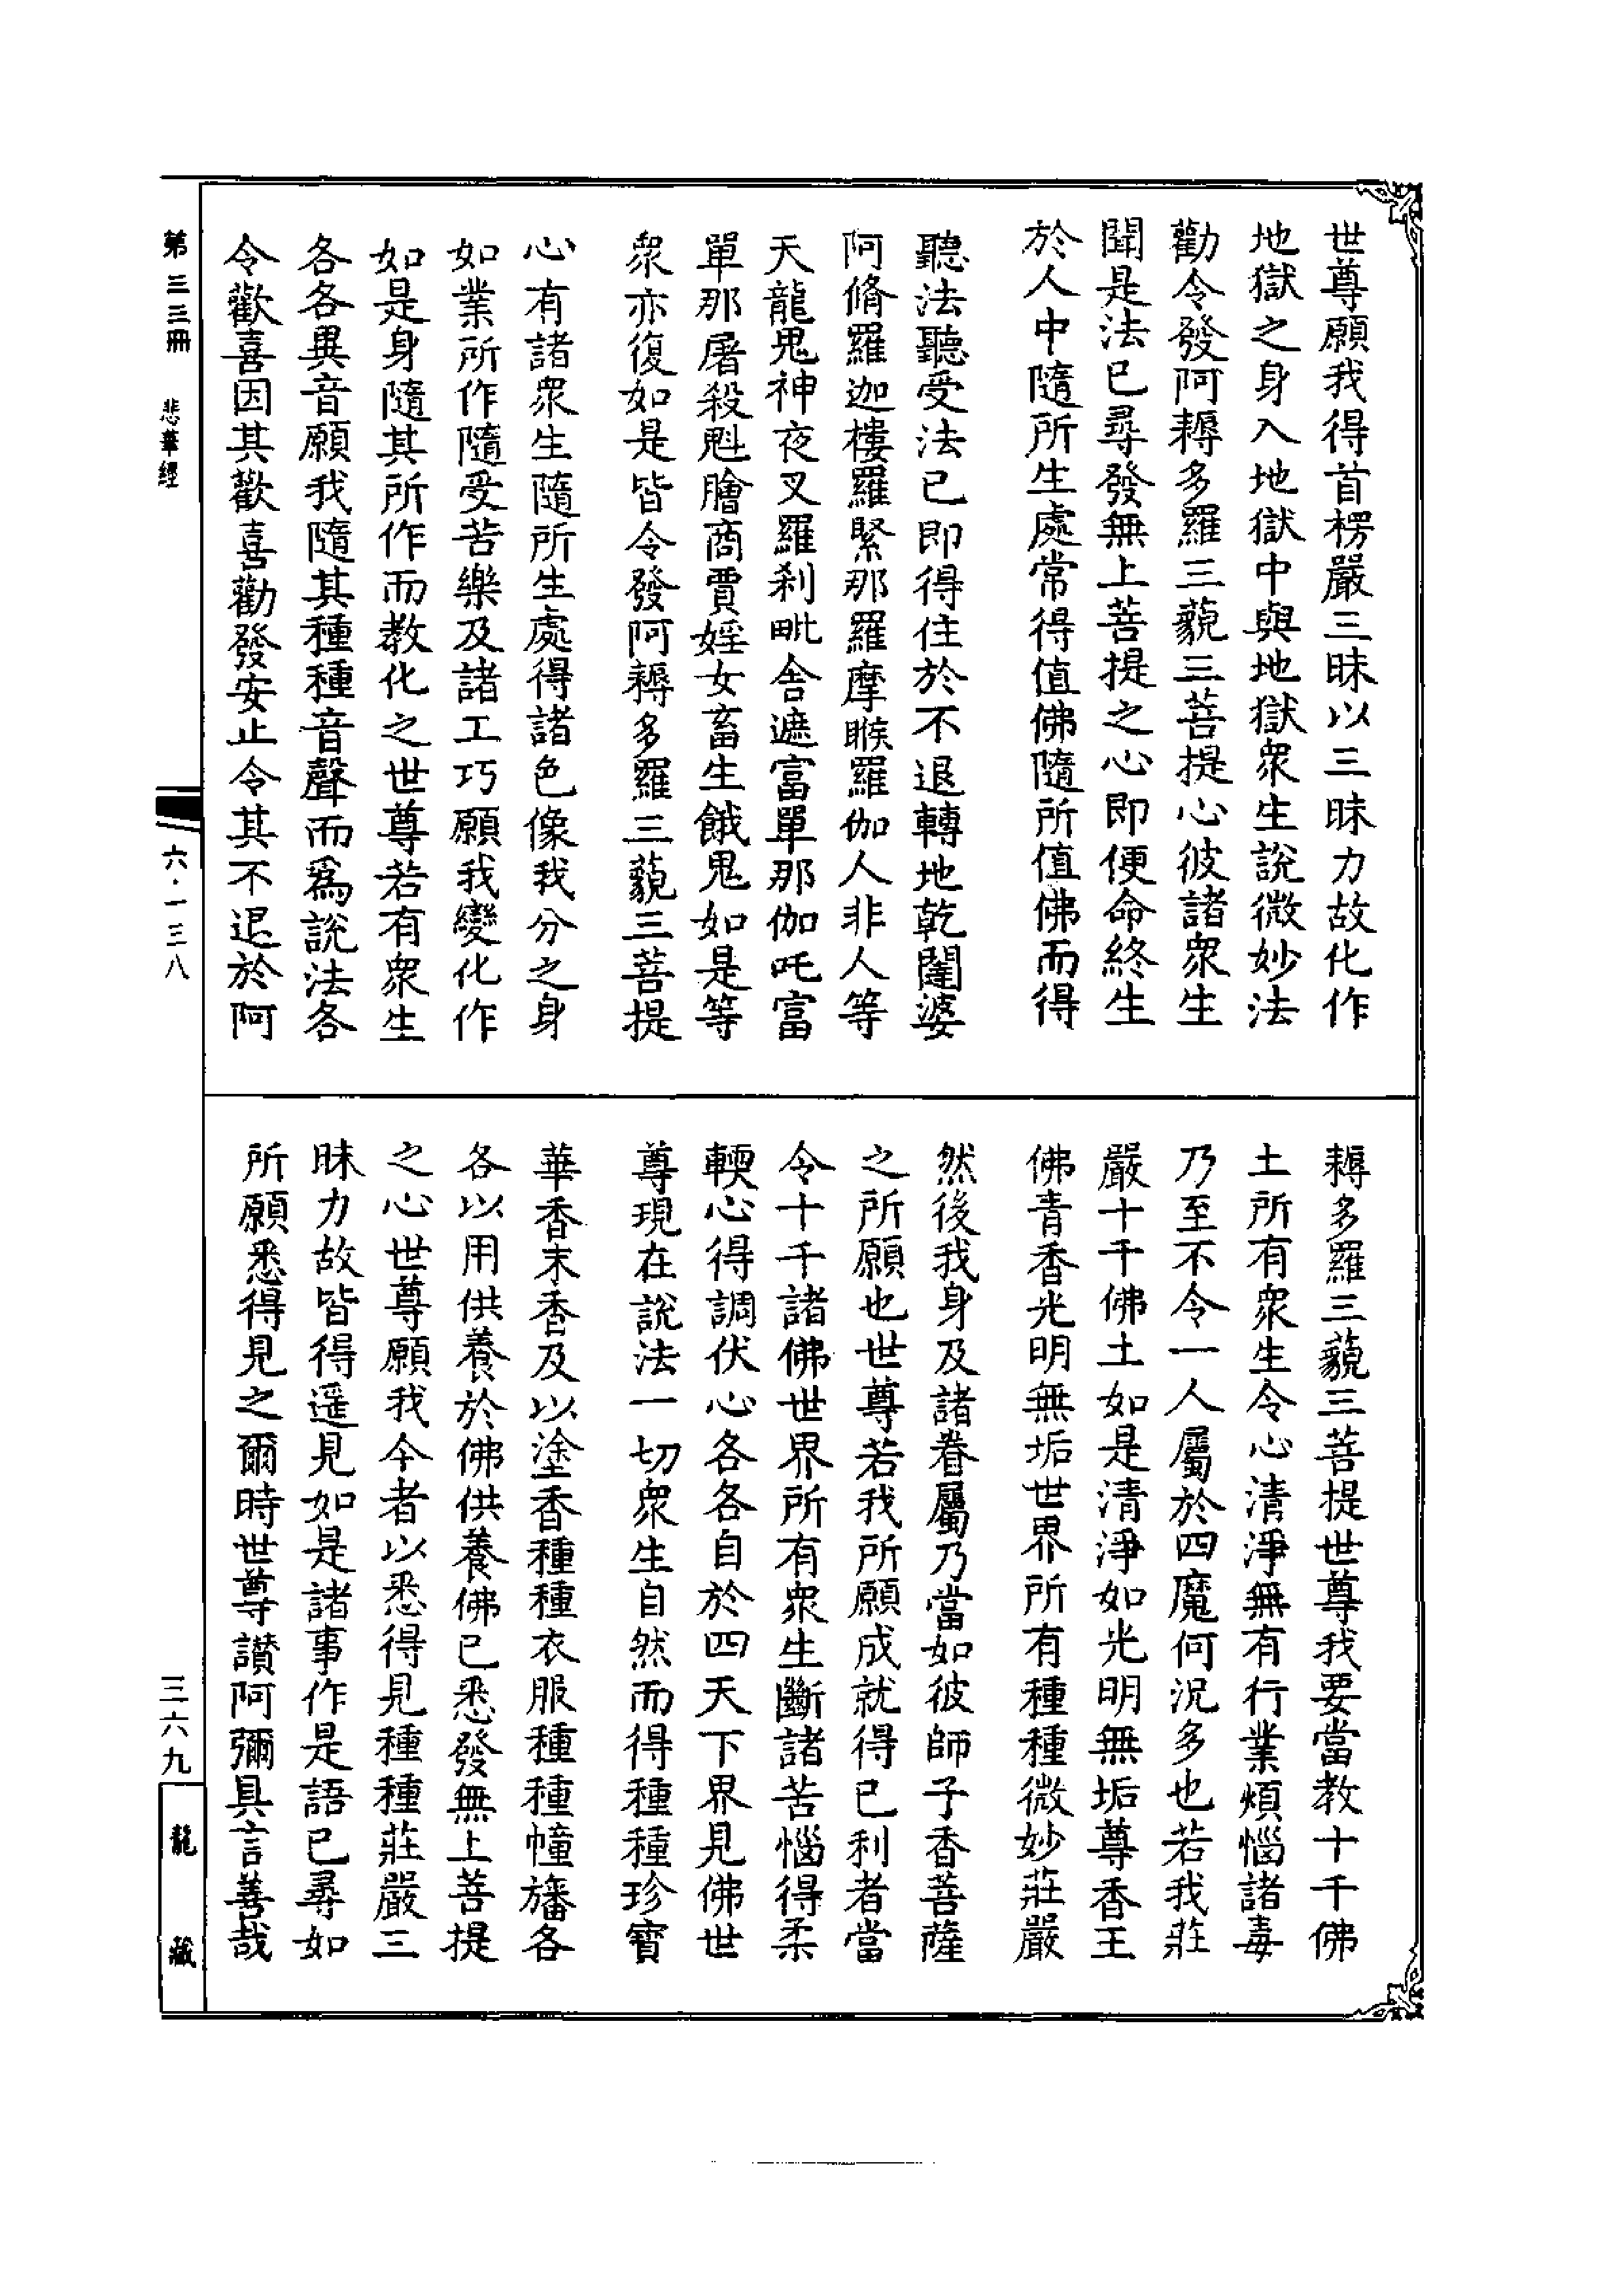 世尊願我得首楞嚴三昧以三昧力故化作
地獄之身入地獄中與地獄衆生說微妙法
勸令發阿耨多羅三藐三菩提心彼諸衆生
聞是法已尋發無上菩提之心即便命終生
於人中隨所生處常得值佛隨所值佛而得
聽法聽受法已即得住於不退轉地乾闥婆
阿脩羅迦樓羅緊那羅摩睺羅伽人非人等
天龍鬼神夜叉羅刹毗舍遮富單那伽吒富
單那屠殺魁膾商賈婬女畜生餓鬼如是等
衆亦復如是皆令發阿耨多羅三藐三菩提
心有諸衆生隨所生處得諸色像我分之身
如業所作隨受苦樂及諸工巧願我變化作
如是身隨其所作而教化之世尊若有衆生
各各異音願我隨其種種音聲而爲說法各
令歡喜因其歡喜勸發安止令其不退於阿
耨多羅三藐三菩提世尊我要當教十千佛
土所有衆生令心清淨無有行業煩惱諸毒
乃至不令一人屬於四魔何況多也若我莊
嚴十千佛土如是清淨如光明無垢尊香王
佛青香光明無垢世界所有種種微妙莊嚴
然後我身及諸眷屬乃當如彼師子香菩薩
之所願也世尊若我所願成就得已利者當
令十千諸佛世界所有衆生斷諸苦惱得柔
輭心得調伏心各各自於四天下界見佛世
尊現在說法一切衆生自然而得種種珍寶
華香末香及以塗香種種衣服種種幢旛各
各以用供養於佛供養佛已悉發無上菩提
之心世尊願我今者以悉得見種種莊嚴三
昧力故皆得遥見如是諸事作是語已尋如
所願悉得見之爾時世尊讃阿彌具言善哉
第三三冊 悲華經
六·一三八
三六九
龍藏